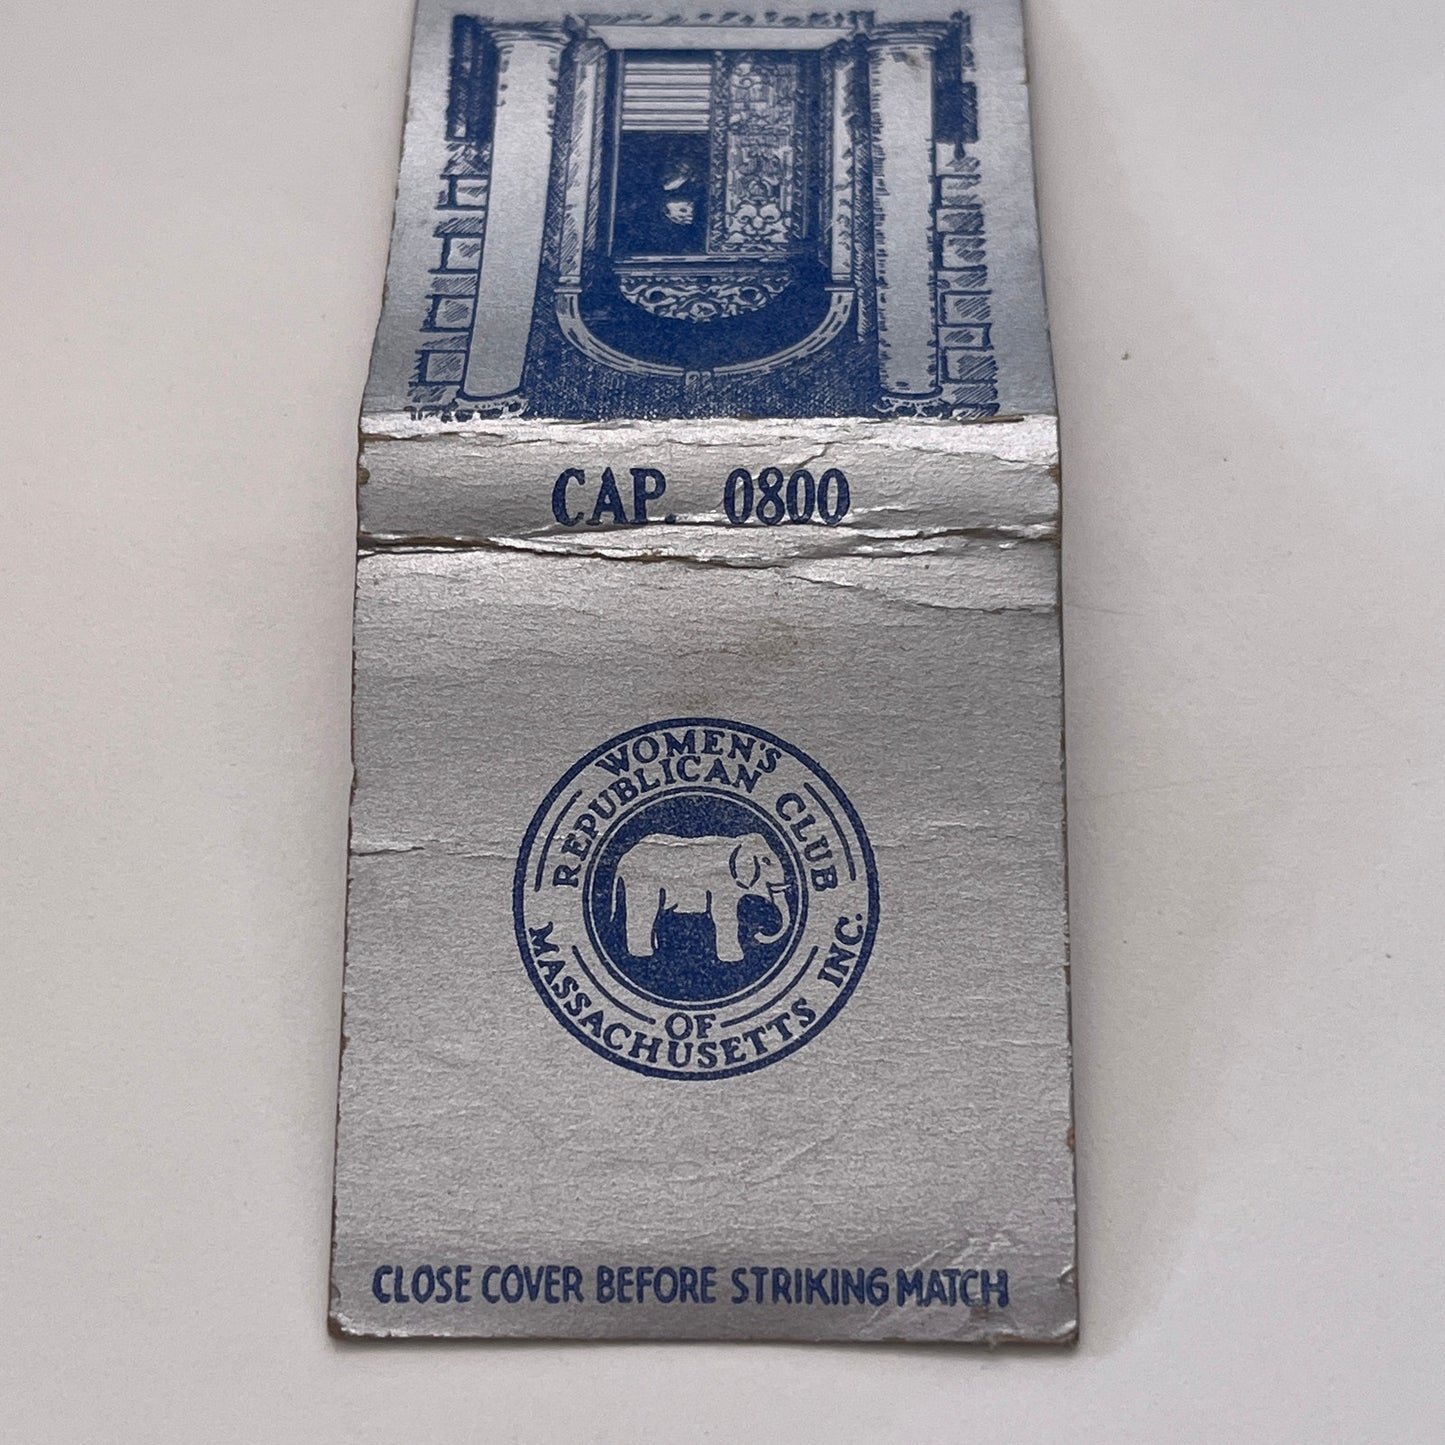 CAP. 0800
WOMEN'S
REPUBLICAN CLUB
OF
MASSACHUSETTS INC.
CLOSE COVER BEFORE STRIKING MATCH